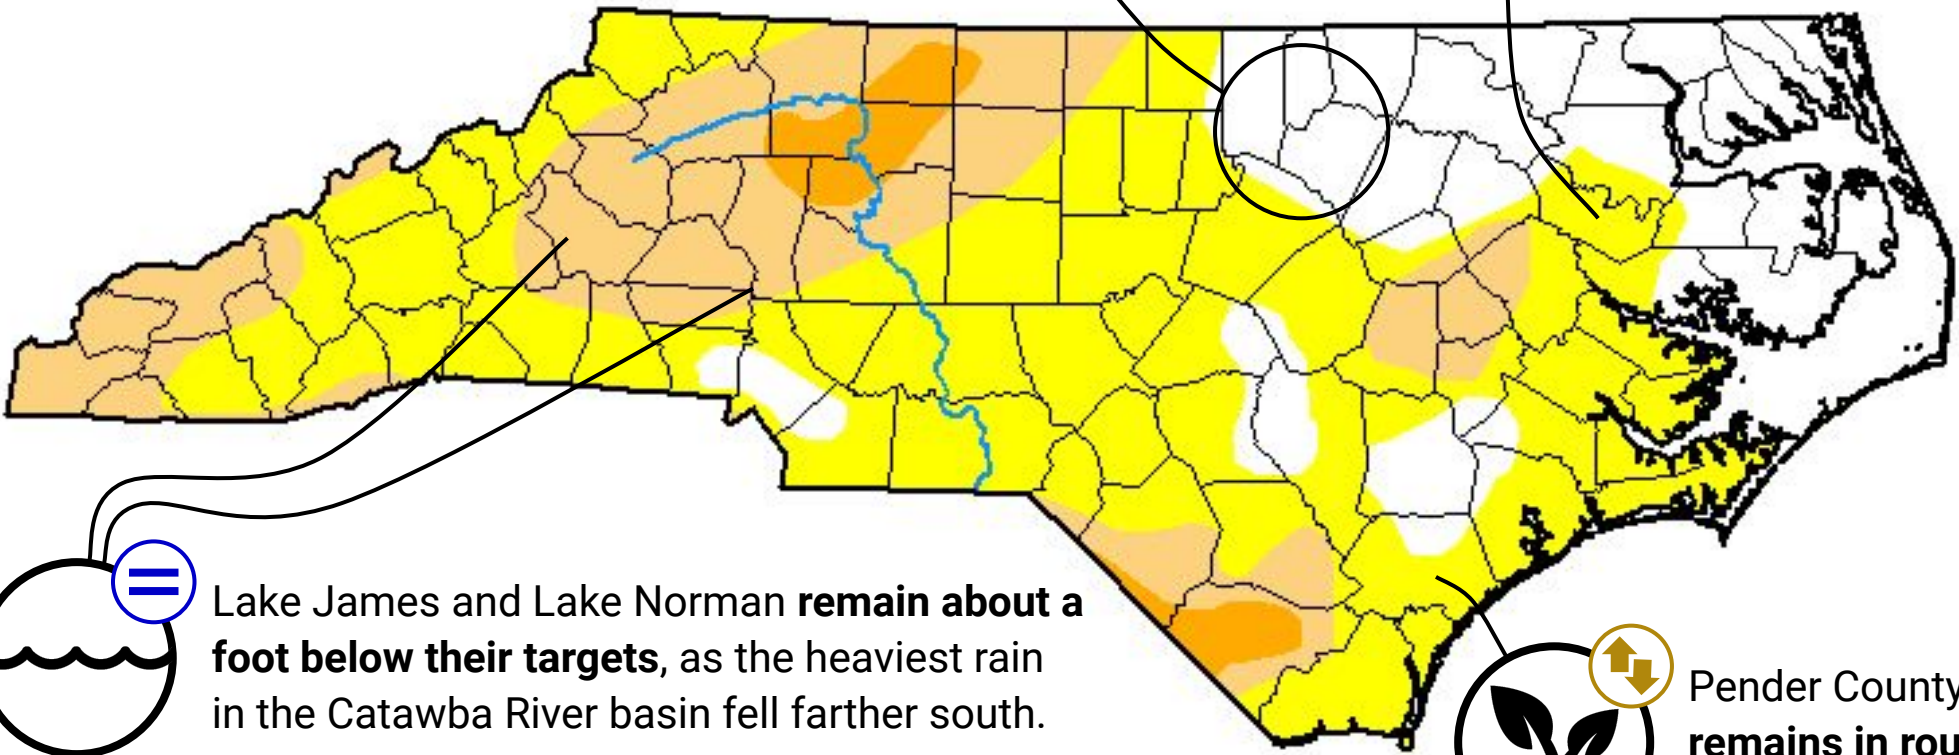 Lake James and Lake Norman remain about a
foot below their targets, as the heaviest rain
in the Catawba River basin fell farther south.
Pender County
remains in rou